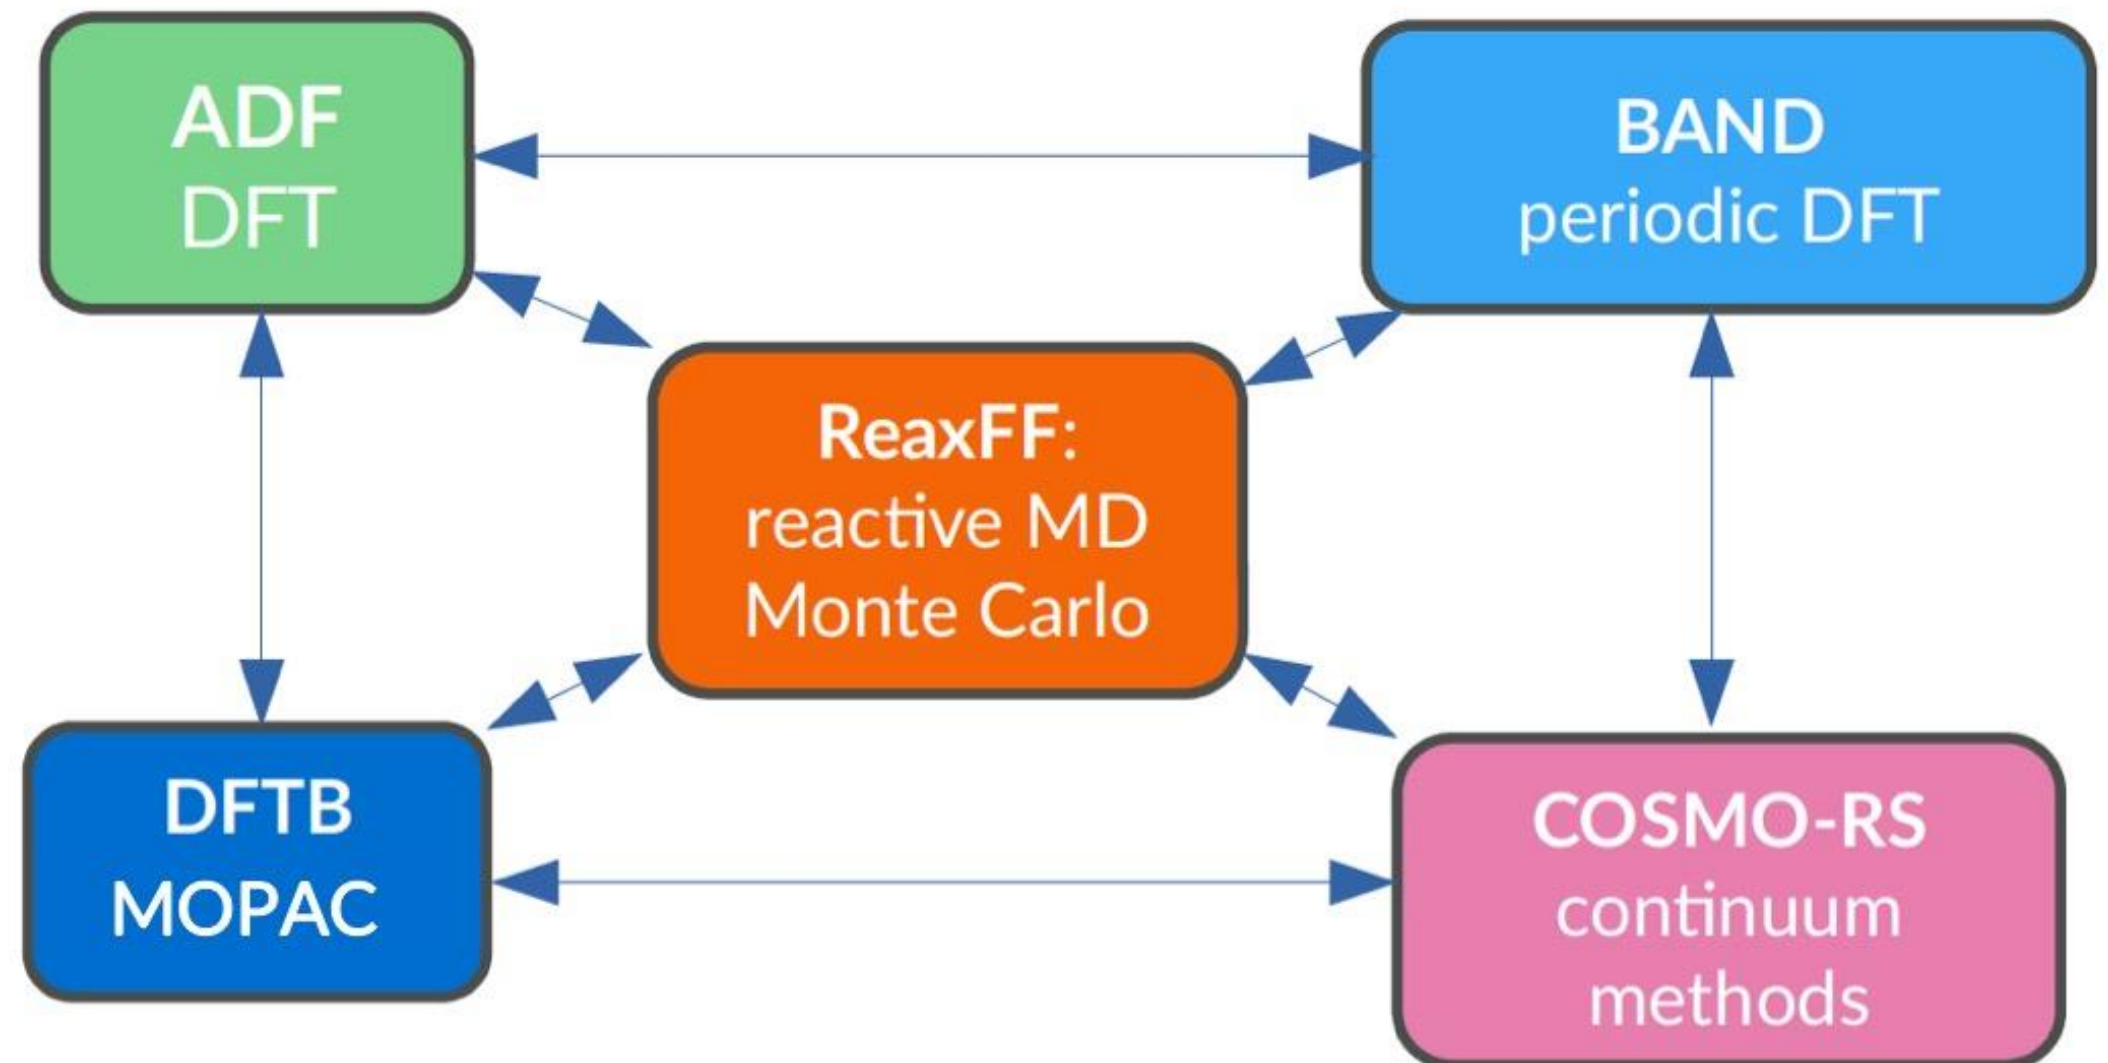 ADF
DFT
BAND
periodic DFT
ReaxFF:
reactive MD
Monte Carlo
DFTB
MOPAC
COSMO-RS
continuum
methods